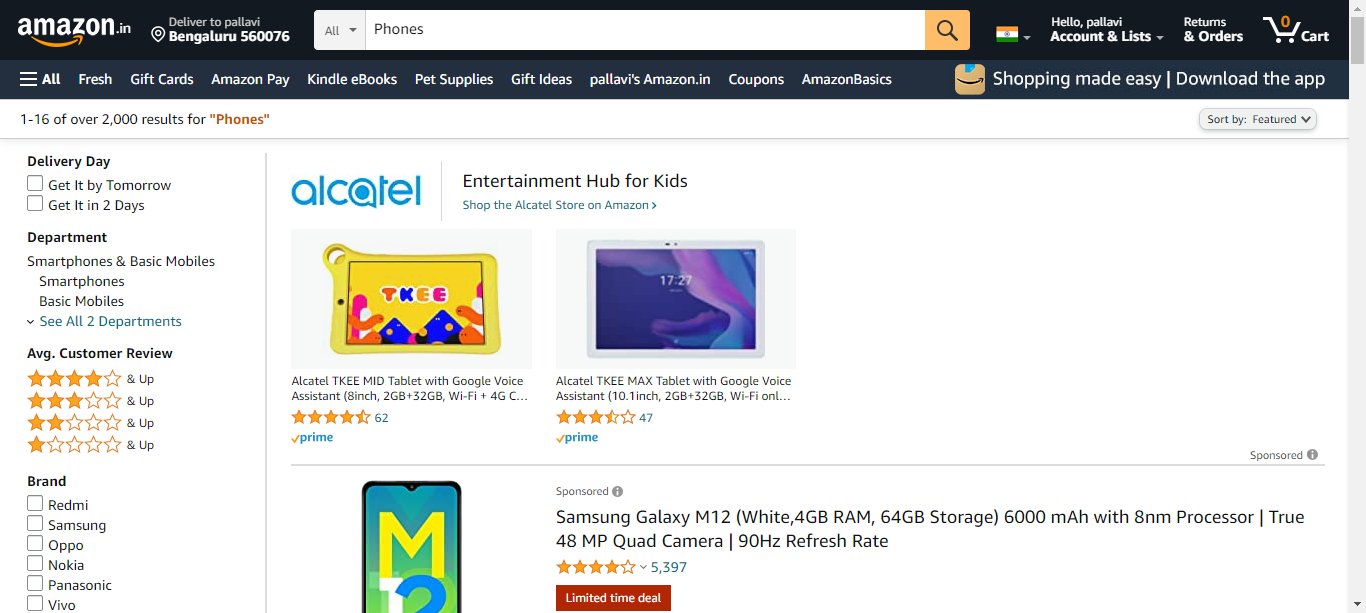 amazon.in
Deliver to pallavi
Bengaluru 560076
All
Phones
Hello, pallavi
Account & Lists
Returns
& Orders
0
Cart
All
Fresh
Gift Cards
Amazon Pay
Kindle eBooks
Pet Supplies
Gift Ideas
pallavi's Amazon.in
Coupons
AmazonBasics
Shopping made easy | Download the app
1-16 of over 2,000 results for "Phones"
Sort by: Featured
Delivery Day
Get It by Tomorrow
Get It in 2 Days
Department
Smartphones & Basic Mobiles
Smartphones
Basic Mobiles
See All 2 Departments
Avg. Customer Review
& Up
& Up
& Up
& Up
Brand
Redmi
Samsung
Oppo
Nokia
Panasonic
Vivo
alcatel
Entertainment Hub for Kids
Shop the Alcatel Store on Amazon ›
TKEE
17:27
Alcatel TKEE MID Tablet with Google Voice
Assistant (8inch, 2GB+32GB, Wi-Fi + 4G C...
62
prime
Alcatel TKEE MAX Tablet with Google Voice
Assistant (10.1inch, 2GB+32GB, Wi-Fi onl...
47
prime
Sponsored
M
12
Sponsored
Samsung Galaxy M12 (White,4GB RAM, 64GB Storage) 6000 mAh with 8nm Processor | True
48 MP Quad Camera | 90Hz Refresh Rate
5,397
Limited time deal